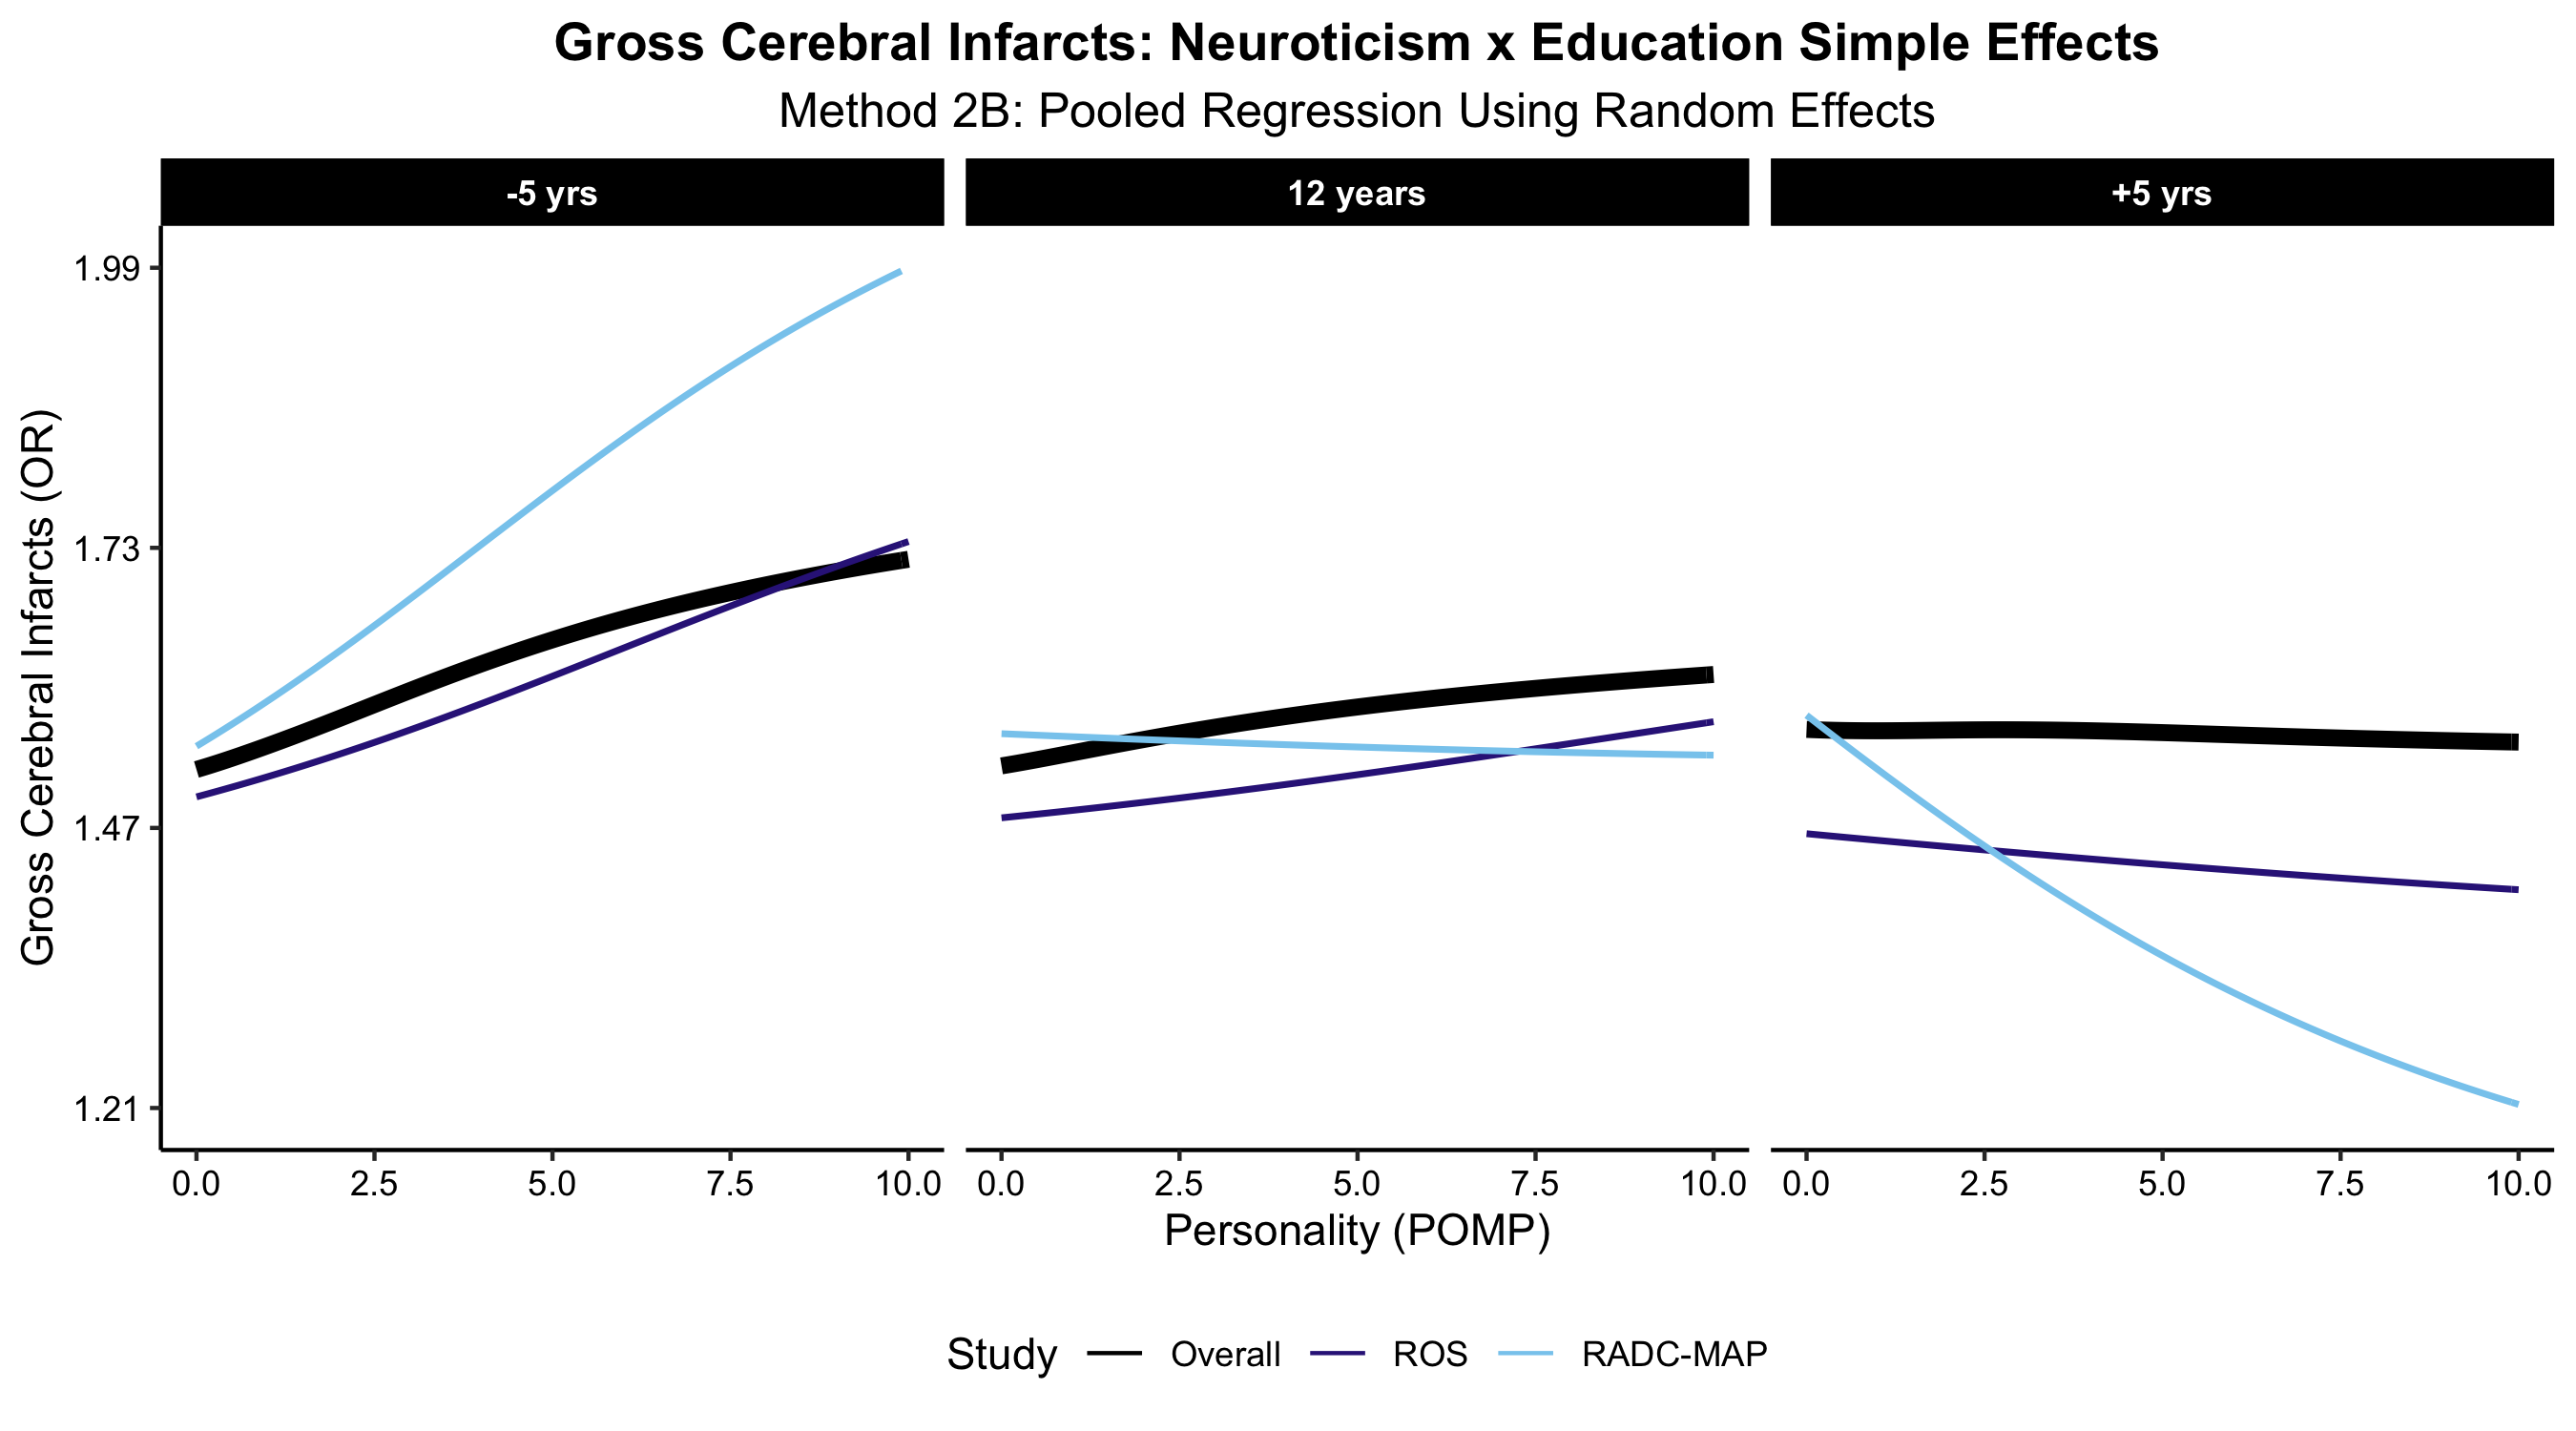 Gross Cerebral Infarcts: Neuroticism x Education Simple Effects
Method 2B: Pooled Regression Using Random Effects
-5 yrs
12 years
+5 yrs
Gross Cerebral Infarcts (OR)
1.99
1.73
1.47
1.21
0.0 2.5 5.0 7.5 10.0
0.0 2.5 5.0 7.5 10.0
0.0 2.5 5.0 7.5 10.0
Personality (POMP)
Study Overall ROS RADC-MAP